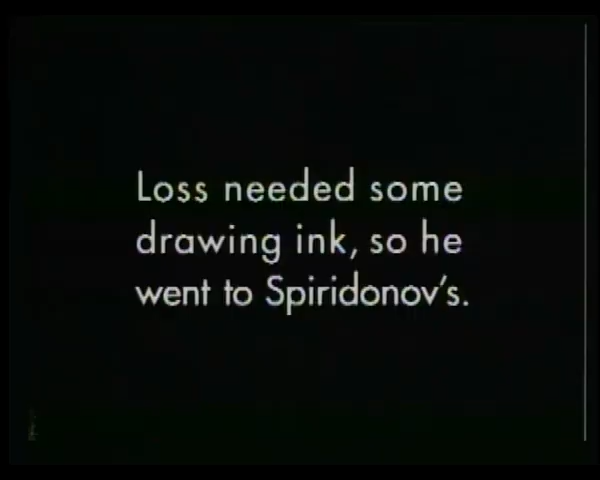 Loss needed some
drawing ink, so he
went to Spiridonov's.